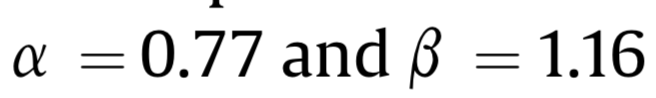 α = 0.77 and β = 1.16